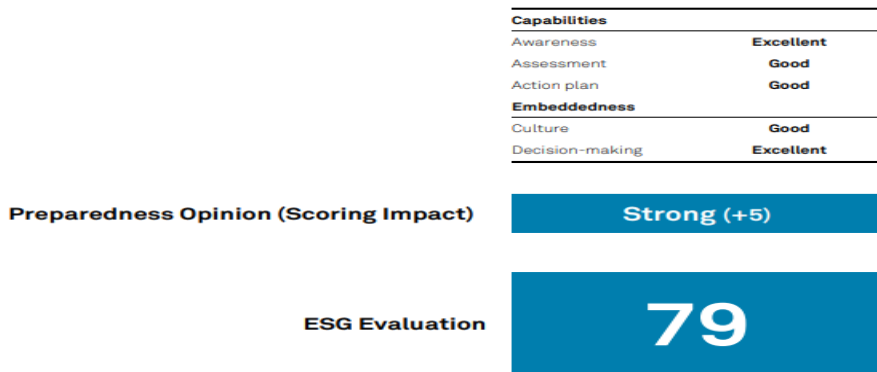 Capabilities
Awareness Excellent
Assessment Good
Action plan Good
Embeddedness
Culture Good
Decision-making Excellent
Preparedness Opinion (Scoring Impact) Strong (+5)
ESG Evaluation 79